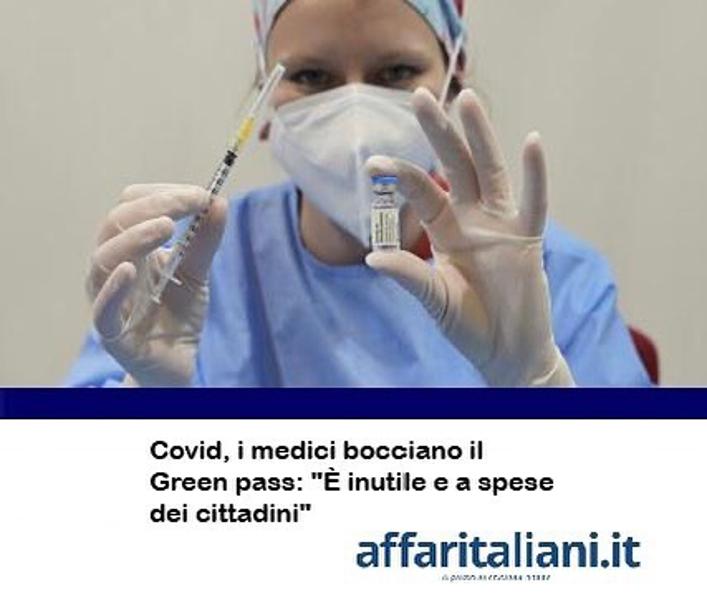 Covid, i medici bocciano il
Green pass: "È inutile e a spese
dei cittadini"
affaritaliani.it